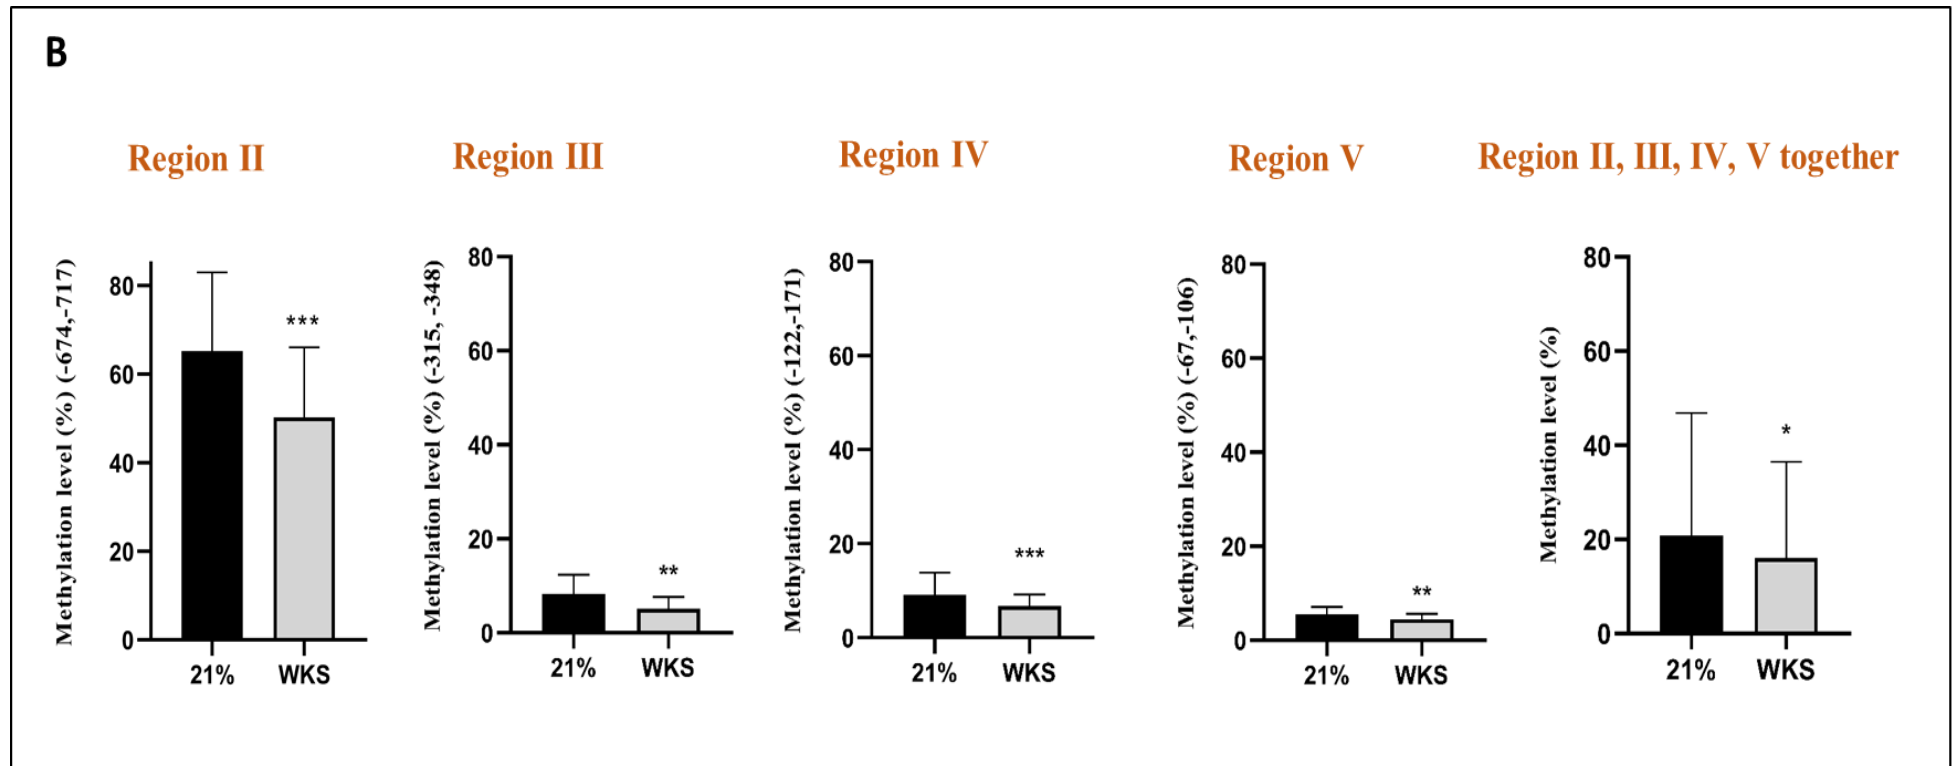 B
Region II
Region III
Region IV
Region V
Region II, III, IV, V together
Methylation level (%) (-674,-717)
80
60
40
20
0
***
21%
WKS
Methylation level (%) (-315, -348)
80
60
40
20
0
**
21%
WKS
Methylation level (%) (-122,-171)
80
60
40
20
0
***
21%
WKS
Methylation level (%) (-67,-106)
80
60
40
20
0
**
21%
WKS
Methylation level (%)
80
60
40
20
0
*
21%
WKS